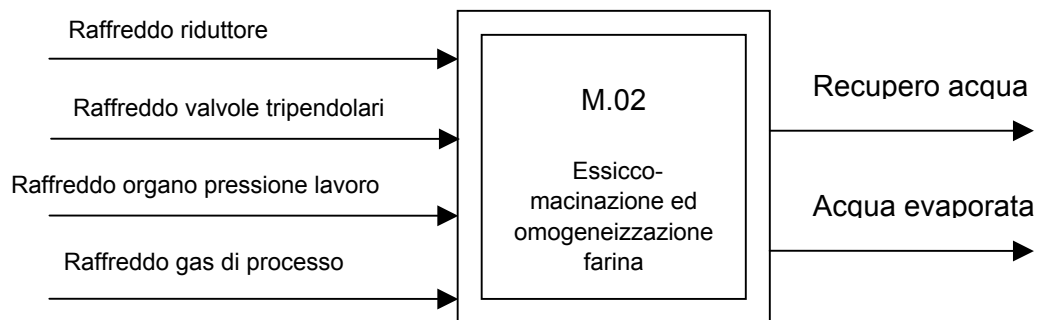 Raffreddo riduttore
Raffreddo valvole tripendolari
Raffreddo organo pressione lavoro
Raffreddo gas di processo
M.02
Essicco-
macinazione ed
omogeneizzazione
farina
Recupero acqua
Acqua evaporata